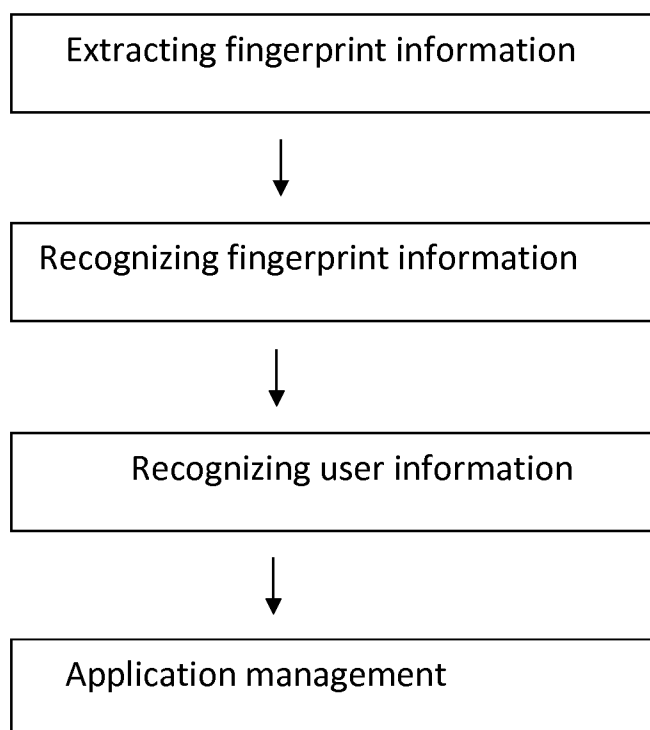 Extracting fingerprint information
Recognizing fingerprint information
Recognizing user information
Application management